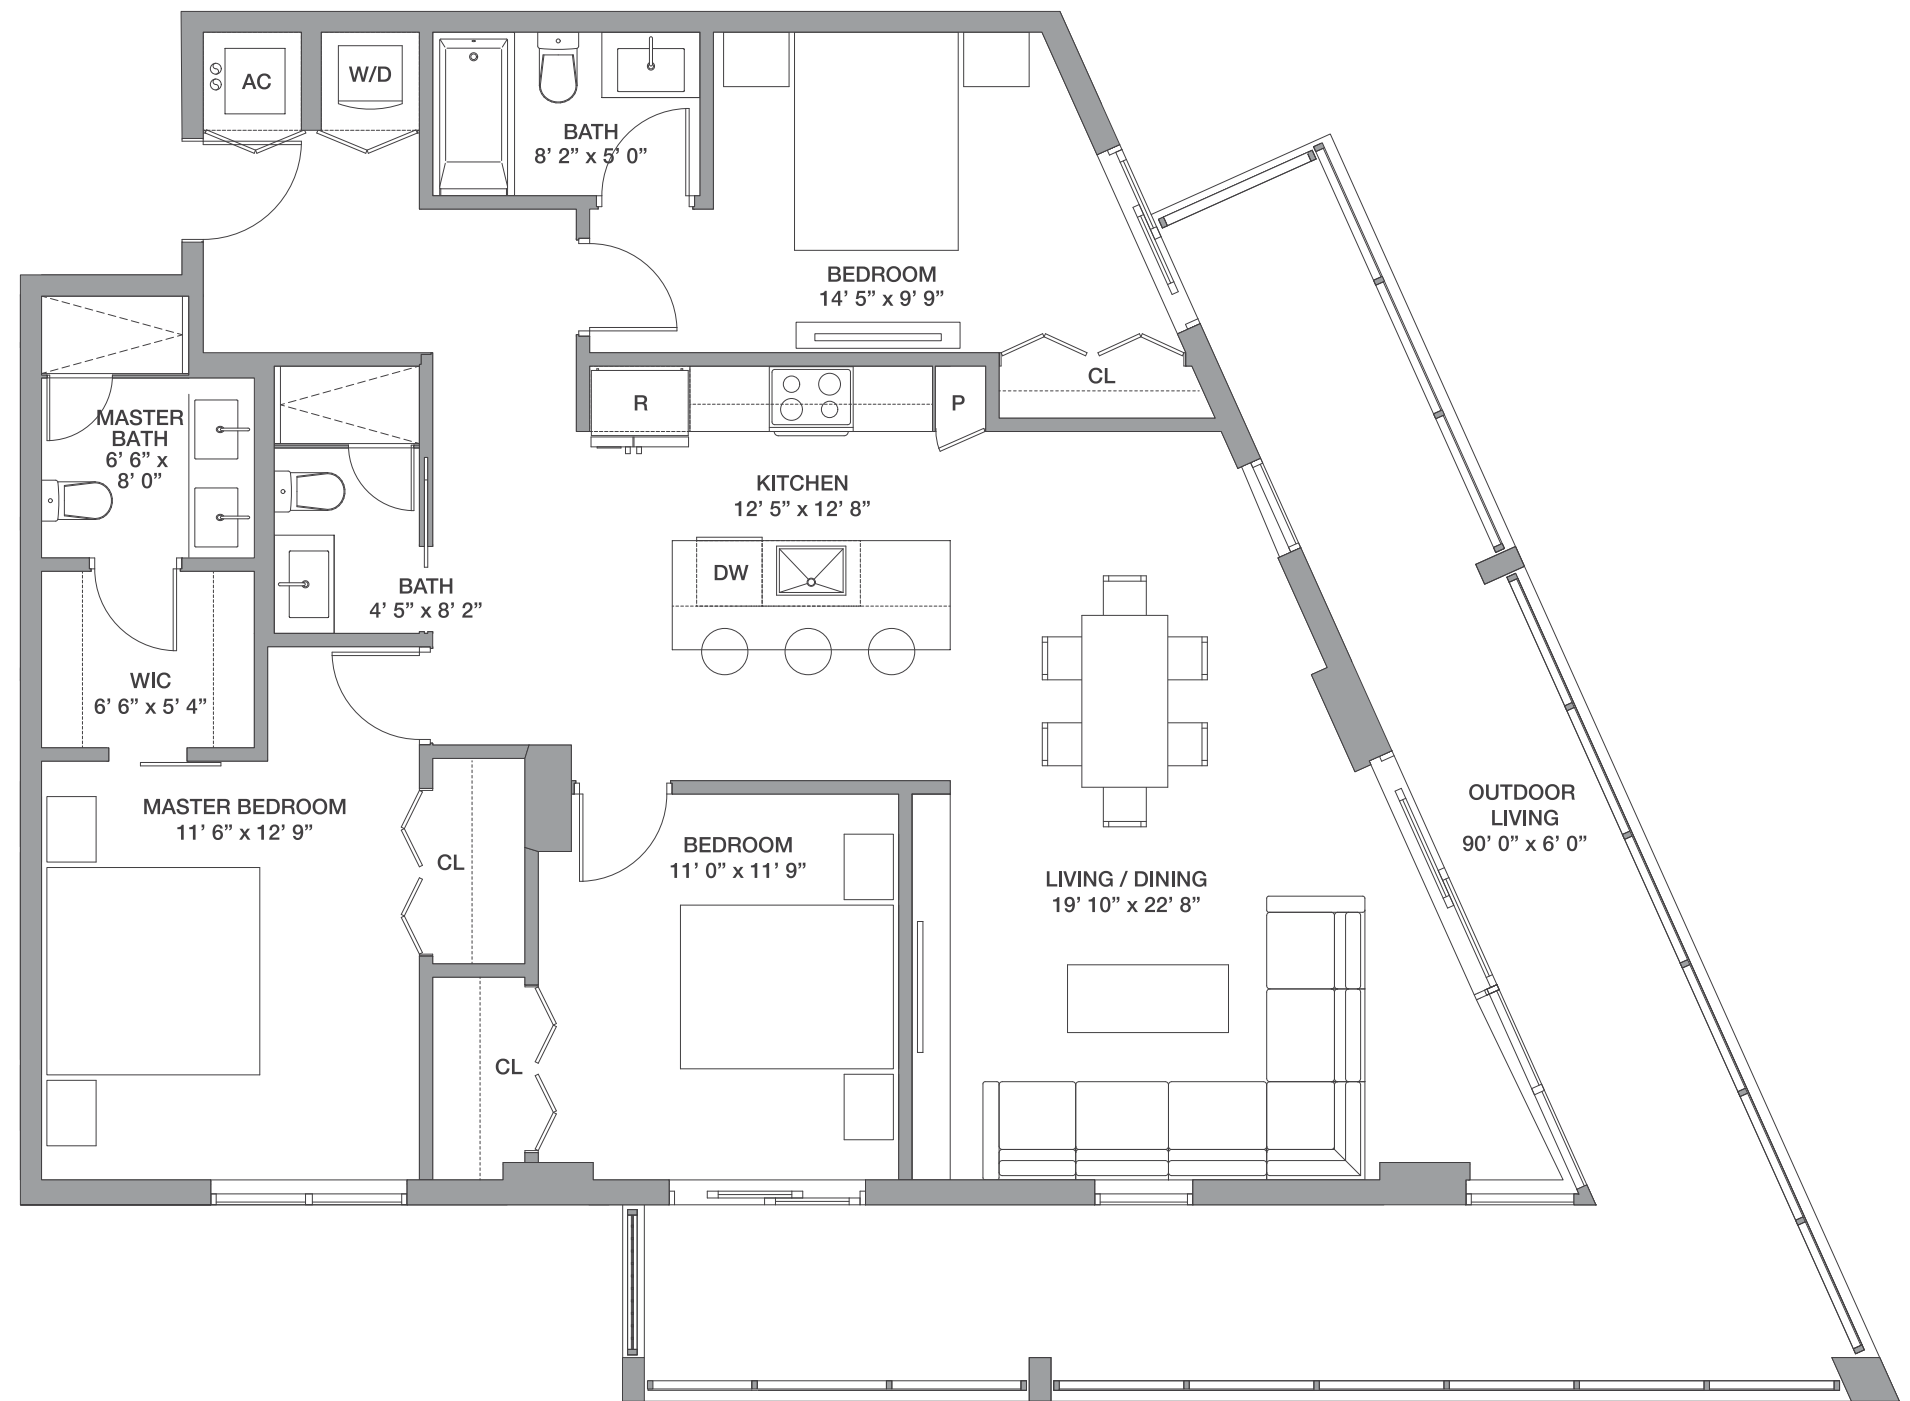 AC
W/D
BATH
8’ 2” x 5’ 0”
BEDROOM
14’ 5” x 9’ 9”
CL
R
P
MASTER
BATH
6’ 6” x
8’ 0”
KITCHEN
12’ 5” x 12’ 8”
DW
BATH
4’ 5” x 8’ 2”
WIC
6’ 6” x 5’ 4”
MASTER BEDROOM
11’ 6” x 12’ 9”
CL
BEDROOM
11’ 0” x 11’ 9”
LIVING / DINING
19’ 10” x 22’ 8”
OUTDOOR
LIVING
90’ 0” x 6’ 0”
CL